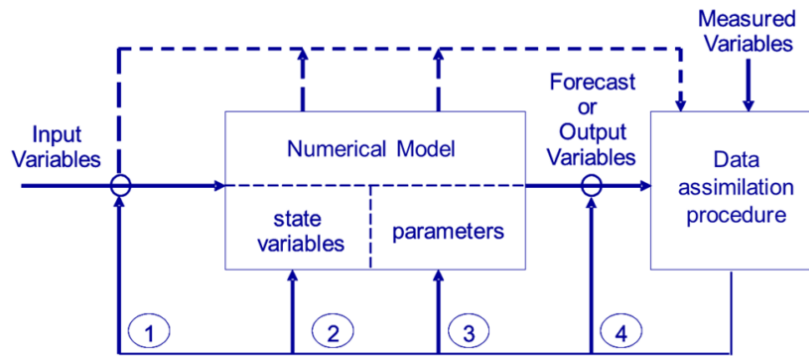 Measured
Variables
Input
Variables
Numerical Model
state
variables
parameters
Forecast
or
Output
Variables
Data
assimilation
procedure
1
2
3
4